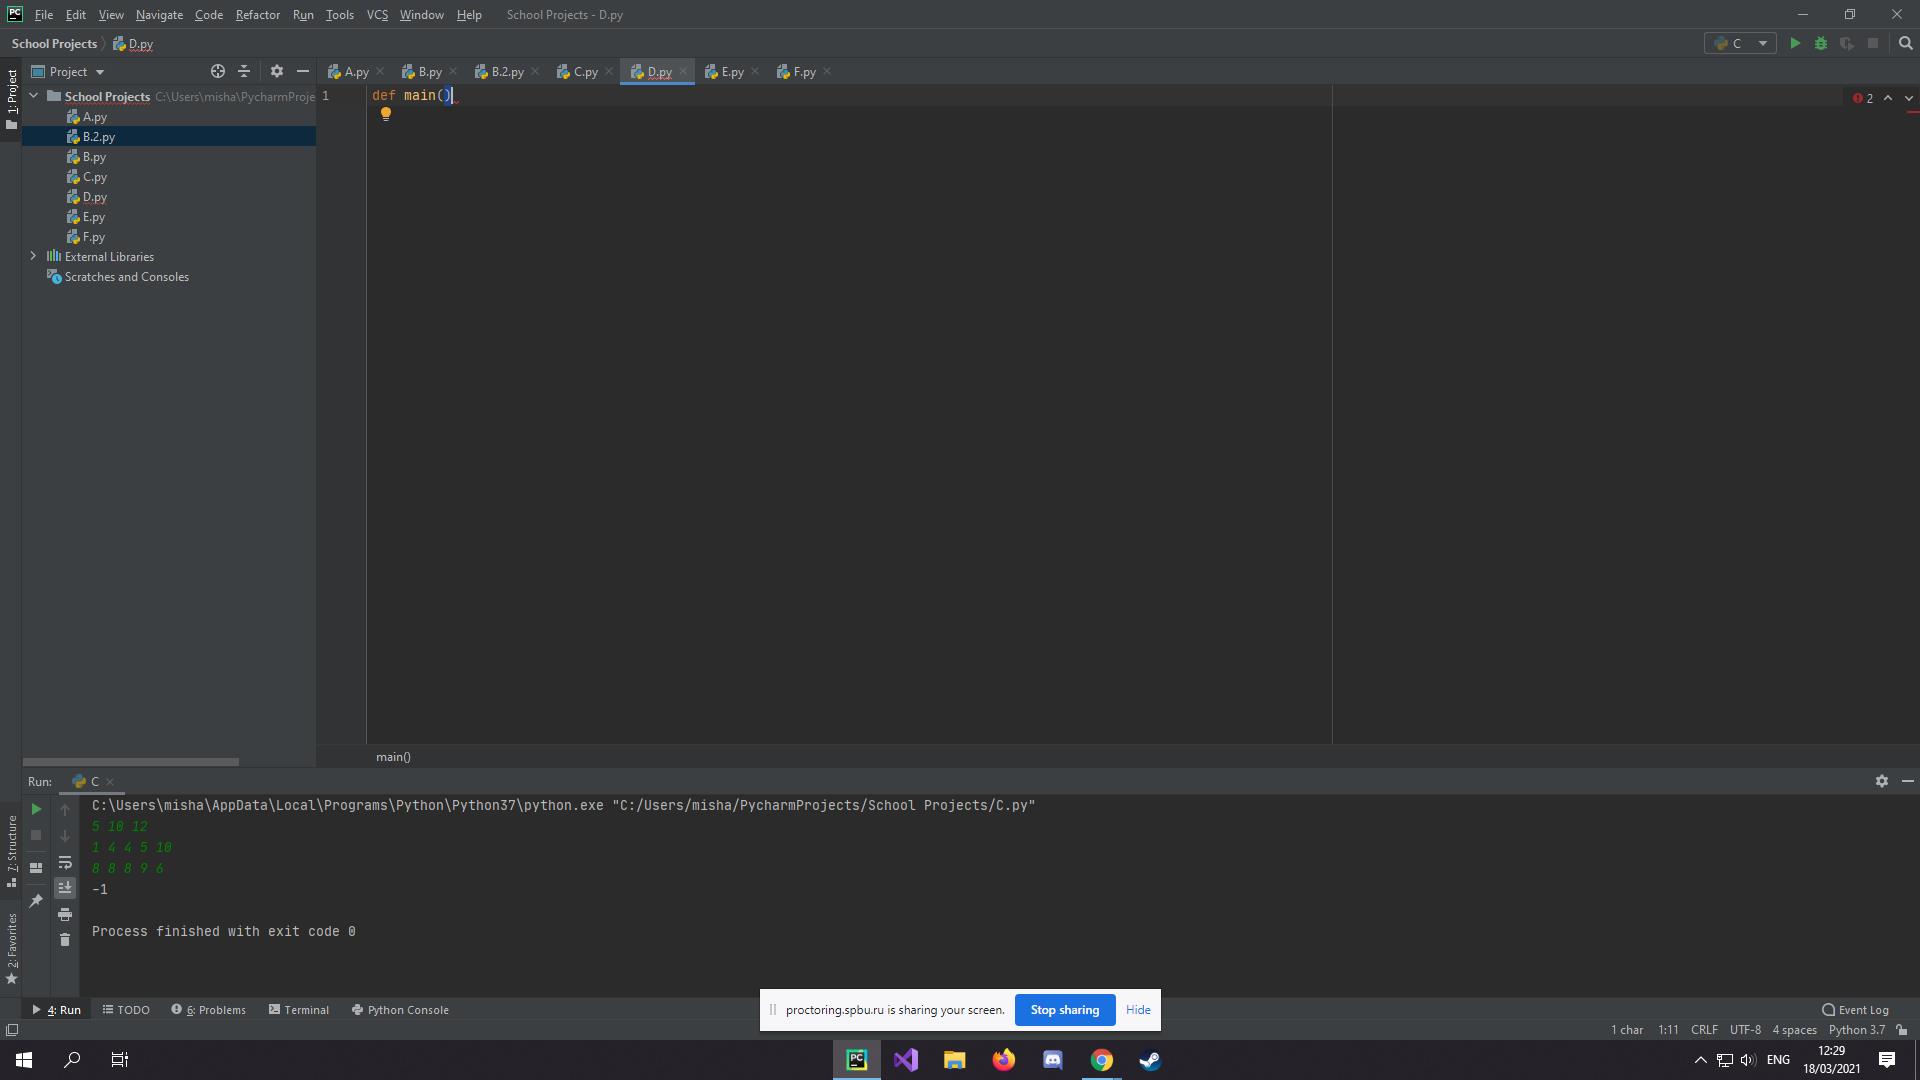 PC File Edit View Navigate Code Refactor Run Tools VCS Window Help School Projects - D.py
School Projects D.py C
1: Project
Project
A.py B.py B.2.py C.py D.py E.py F.py
School Projects C:\Users\misha\PycharmProje
A.py
B.2.py
B.py
C.py
D.py
E.py
F.py
External Libraries
Scratches and Consoles
1 def main()
2
main()
Run: C
7: Structure
2: Favorites
C:\Users\misha\AppData\Local\Programs\Python\Python37\python.exe "C:/Users/misha/PycharmProjects/School Projects/C.py"
5 10 12
1 4 4 5 10
8 8 8 9 6
-1
Process finished with exit code 0
4: Run TODO 6: Problems Terminal Python Console Event Log
proctoring.spbu.ru is sharing your screen. Stop sharing Hide
1 char 1:11 CRLF UTF-8 4 spaces Python 3.7
PC ENG 12:29
18/03/2021